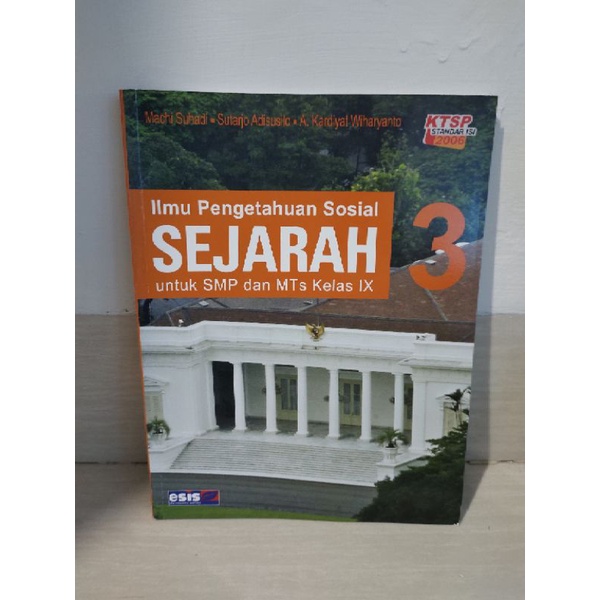 Machi Suhadi • Sutarjo Adisusilo • A. Kardiyat Wiharyanto
KTSP
STANDAR ISI
2006
Ilmu Pengetahuan Sosial
SEJARAH
untuk SMP dan MTs Kelas IX
3
esis